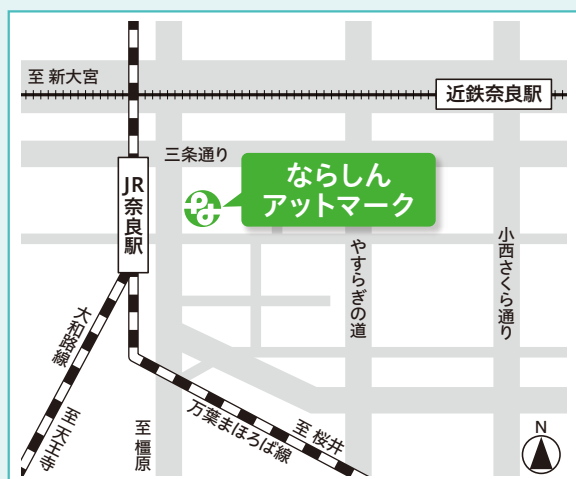 至 新大宮
近鉄奈良駅
三条通り
ならしん
アットマーク
JR奈良駅
やすらぎの道
小西さくら通り
大和路線
至 天王寺
至 橿原
万葉まほろば線
至 桜井
N